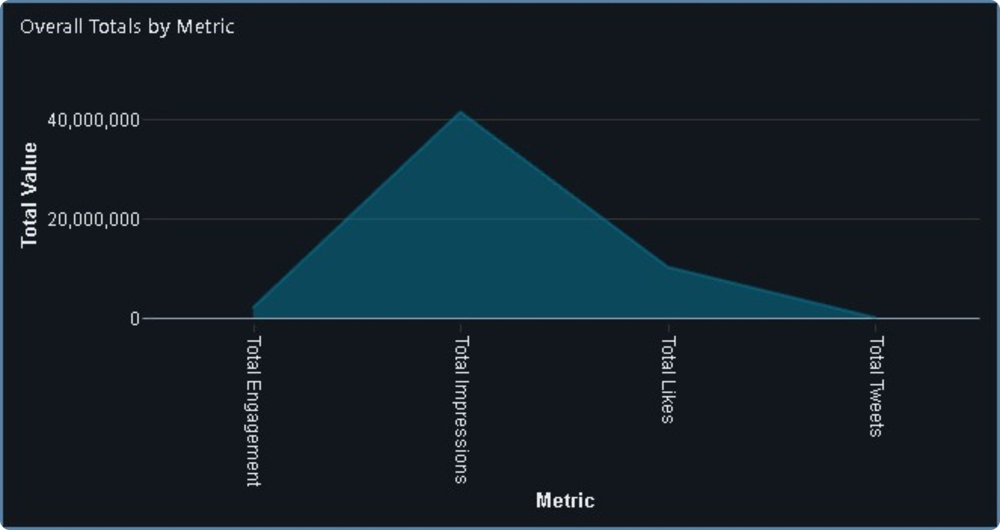 Overall Totals by Metric
40,000,000
20,000,000
0
Total Value
Total Engagement
Total Impressions
Total Likes
Total Tweets
Metric